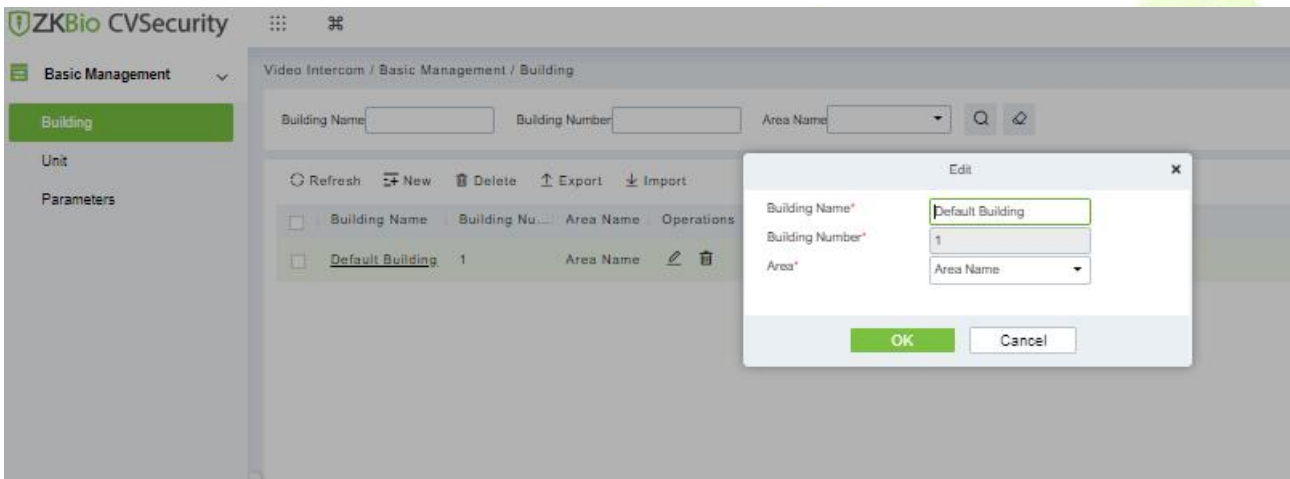 ZKBio CVSecurity
Basic Management
Building
Unit
Parameters
Video Intercom / Basic Management / Building
Building Name Building Number Area Name
Refresh New Delete Export Import
Building Name Building Nu... Area Name Operations
Default Building 1 Area Name
Edit
Building Name* Default Building
Building Number* 1
Area* Area Name
OK Cancel